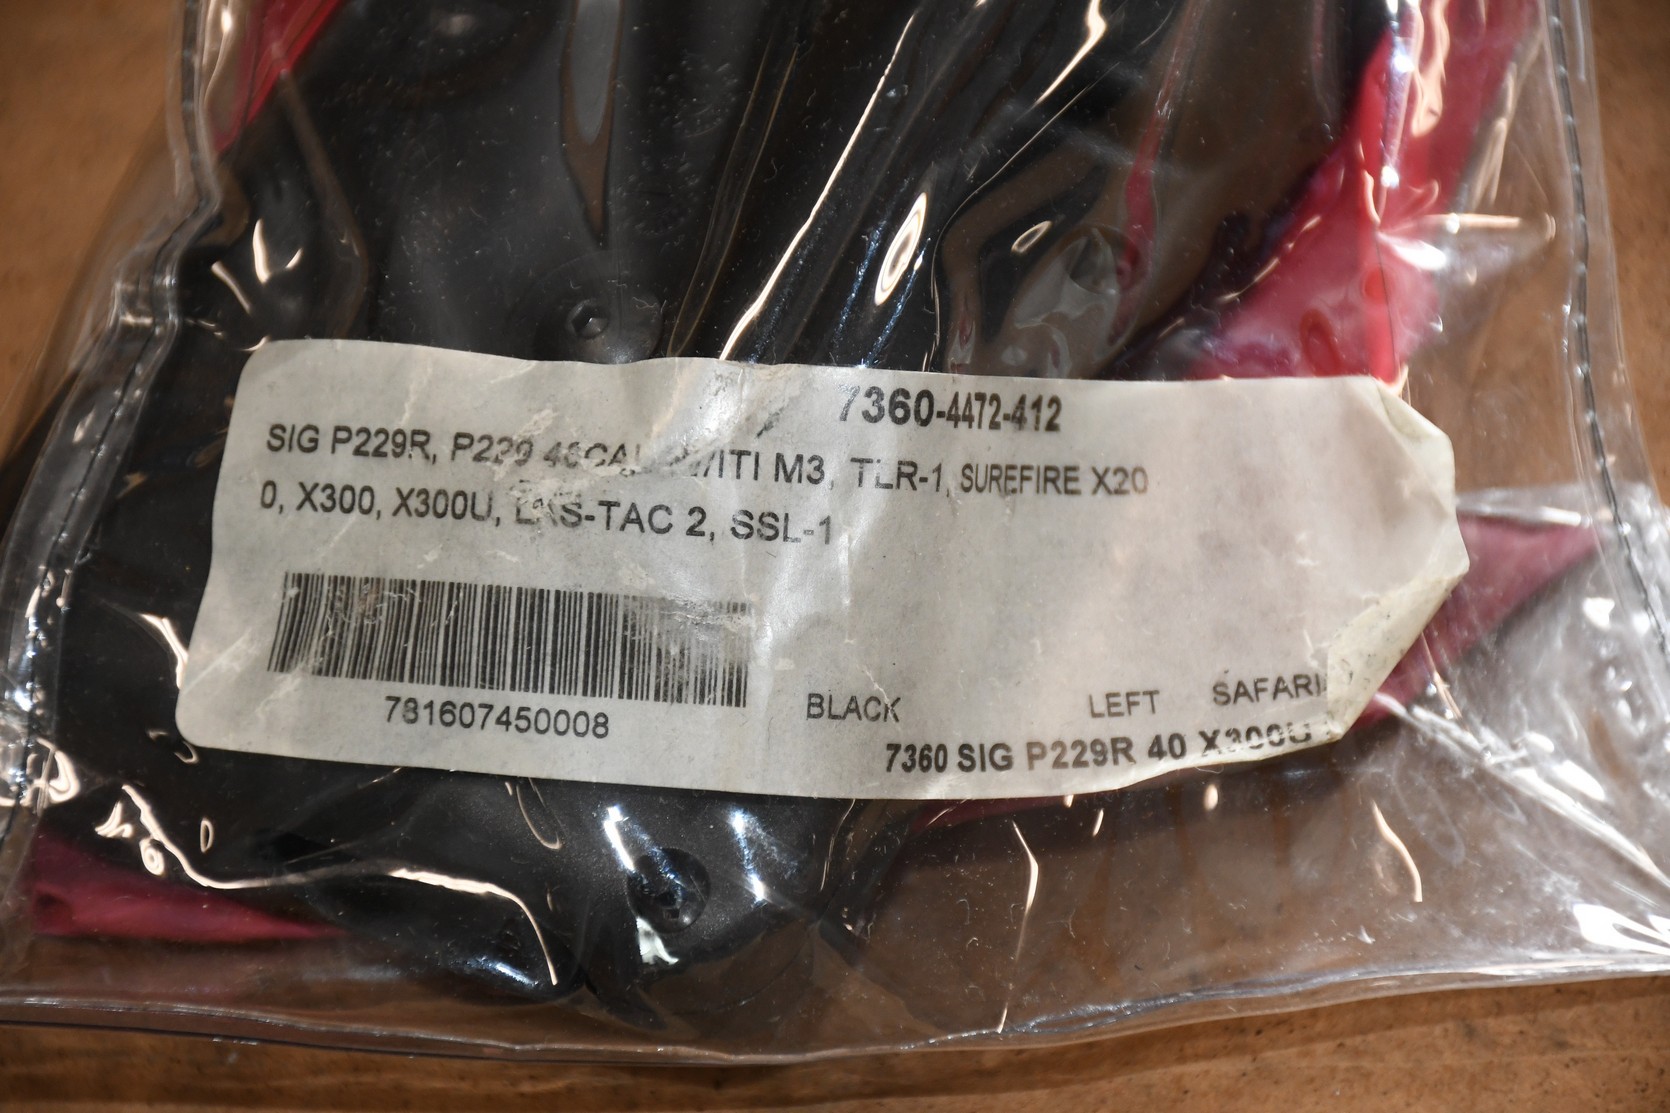 7360-4472-412
SIG P229R, P229 40CAL W/ITI M3, TLR-1, SUREFIRE X20
0, X300, X300U, -TAC 2, SSL-1
781607450008
BLACK LEFT SAFARI
7360 SIG P229R 40 X300U